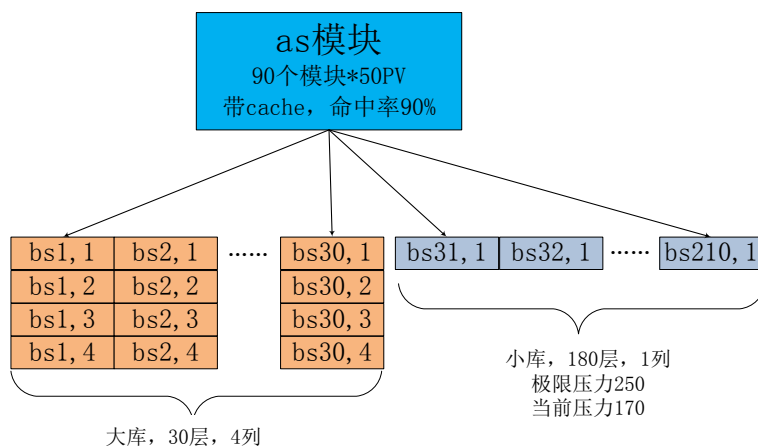 as模块
90个模块*50PV
带cache，命中率90%
bs1,1 bs2,1 …… bs30,1 bs31,1 bs32,1 …… bs210,1
bs1,2 bs2,2 bs30,2
bs1,3 bs2,3 bs30,3
bs1,4 bs2,4 bs30,4
小库，180层，1列
极限压力250
当前压力170
大库，30层，4列